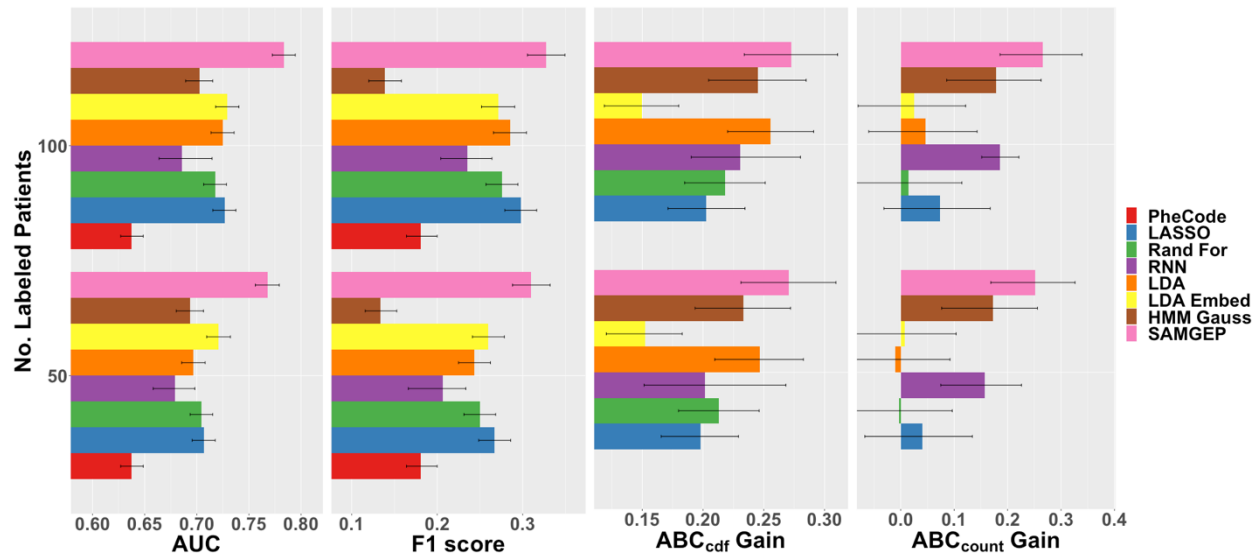 No. Labeled Patients
100
50
0.60 0.65 0.70 0.75 0.80
AUC
0.1 0.2 0.3
F1 score
0.15 0.20 0.25 0.30
ABCcdf Gain
0.0 0.1 0.2 0.3 0.4
ABCcount Gain
PheCode
LASSO
Rand For
RNN
LDA
LDA Embed
HMM Gauss
SAMGEP